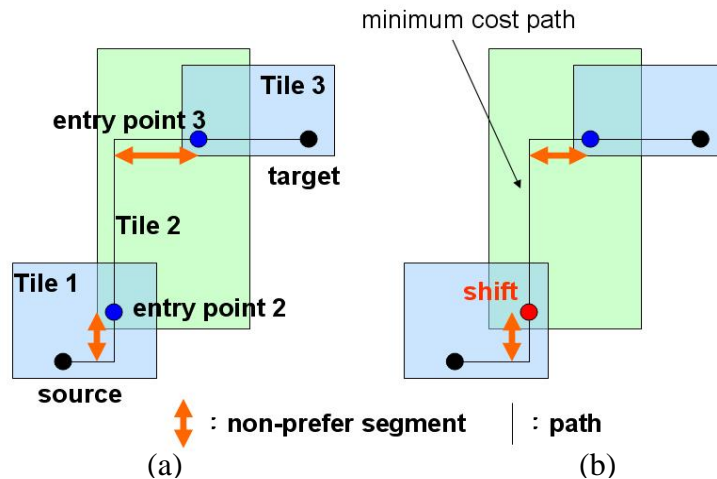 minimum cost path
Tile 3
entry point 3
target
Tile 2
Tile 1
entry point 2
source
shift
: non-prefer segment
: path
(a)
(b)